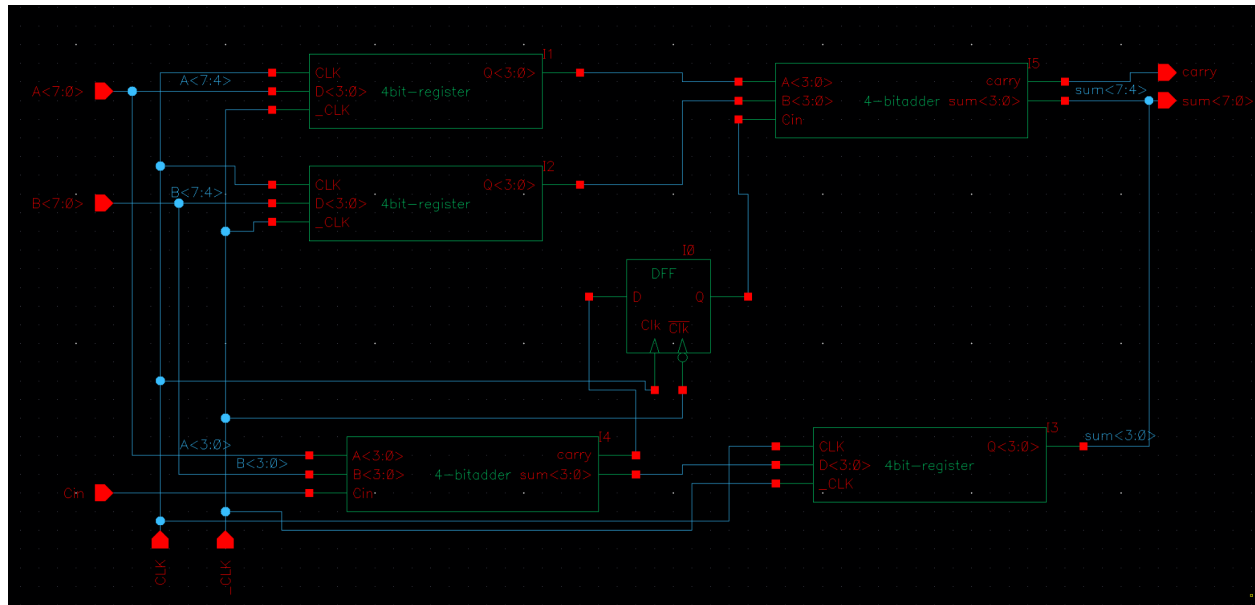 A<7:0>
A<7:4>
I1
CLK
D<3:0>
_CLK
4bit-register
Q<3:0>
I5
A<3:0>
B<3:0>
Cin
4-bitadder
carry
sum<3:0>
sum<7:4>
carry
sum<7:0>
B<7:0>
B<7:4>
I2
CLK
D<3:0>
_CLK
4bit-register
Q<3:0>
I0
DFF
D
Q
Clk
Clk
A<3:0>
B<3:0>
Cin
I4
A<3:0>
B<3:0>
Cin
4-bitadder
carry
sum<3:0>
I3
CLK
D<3:0>
_CLK
4bit-register
Q<3:0>
sum<3:0>
CLK
_CLK